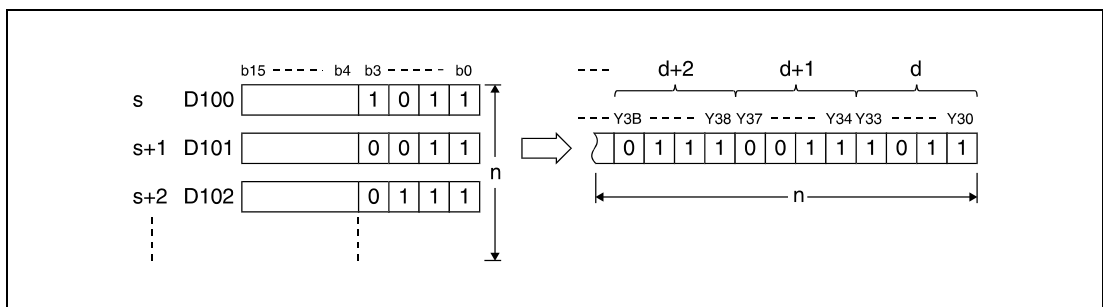 b15 ----- b4 b3 ----- b0
s D100 1 0 1 1
s+1 D101 0 0 1 1
s+2 D102 0 1 1 1
n
d+2 d+1 d
Y3B ---- Y38 Y37 ---- Y34 Y33 ---- Y30
0 1 1 1 0 0 1 1 1 0 1 1
n